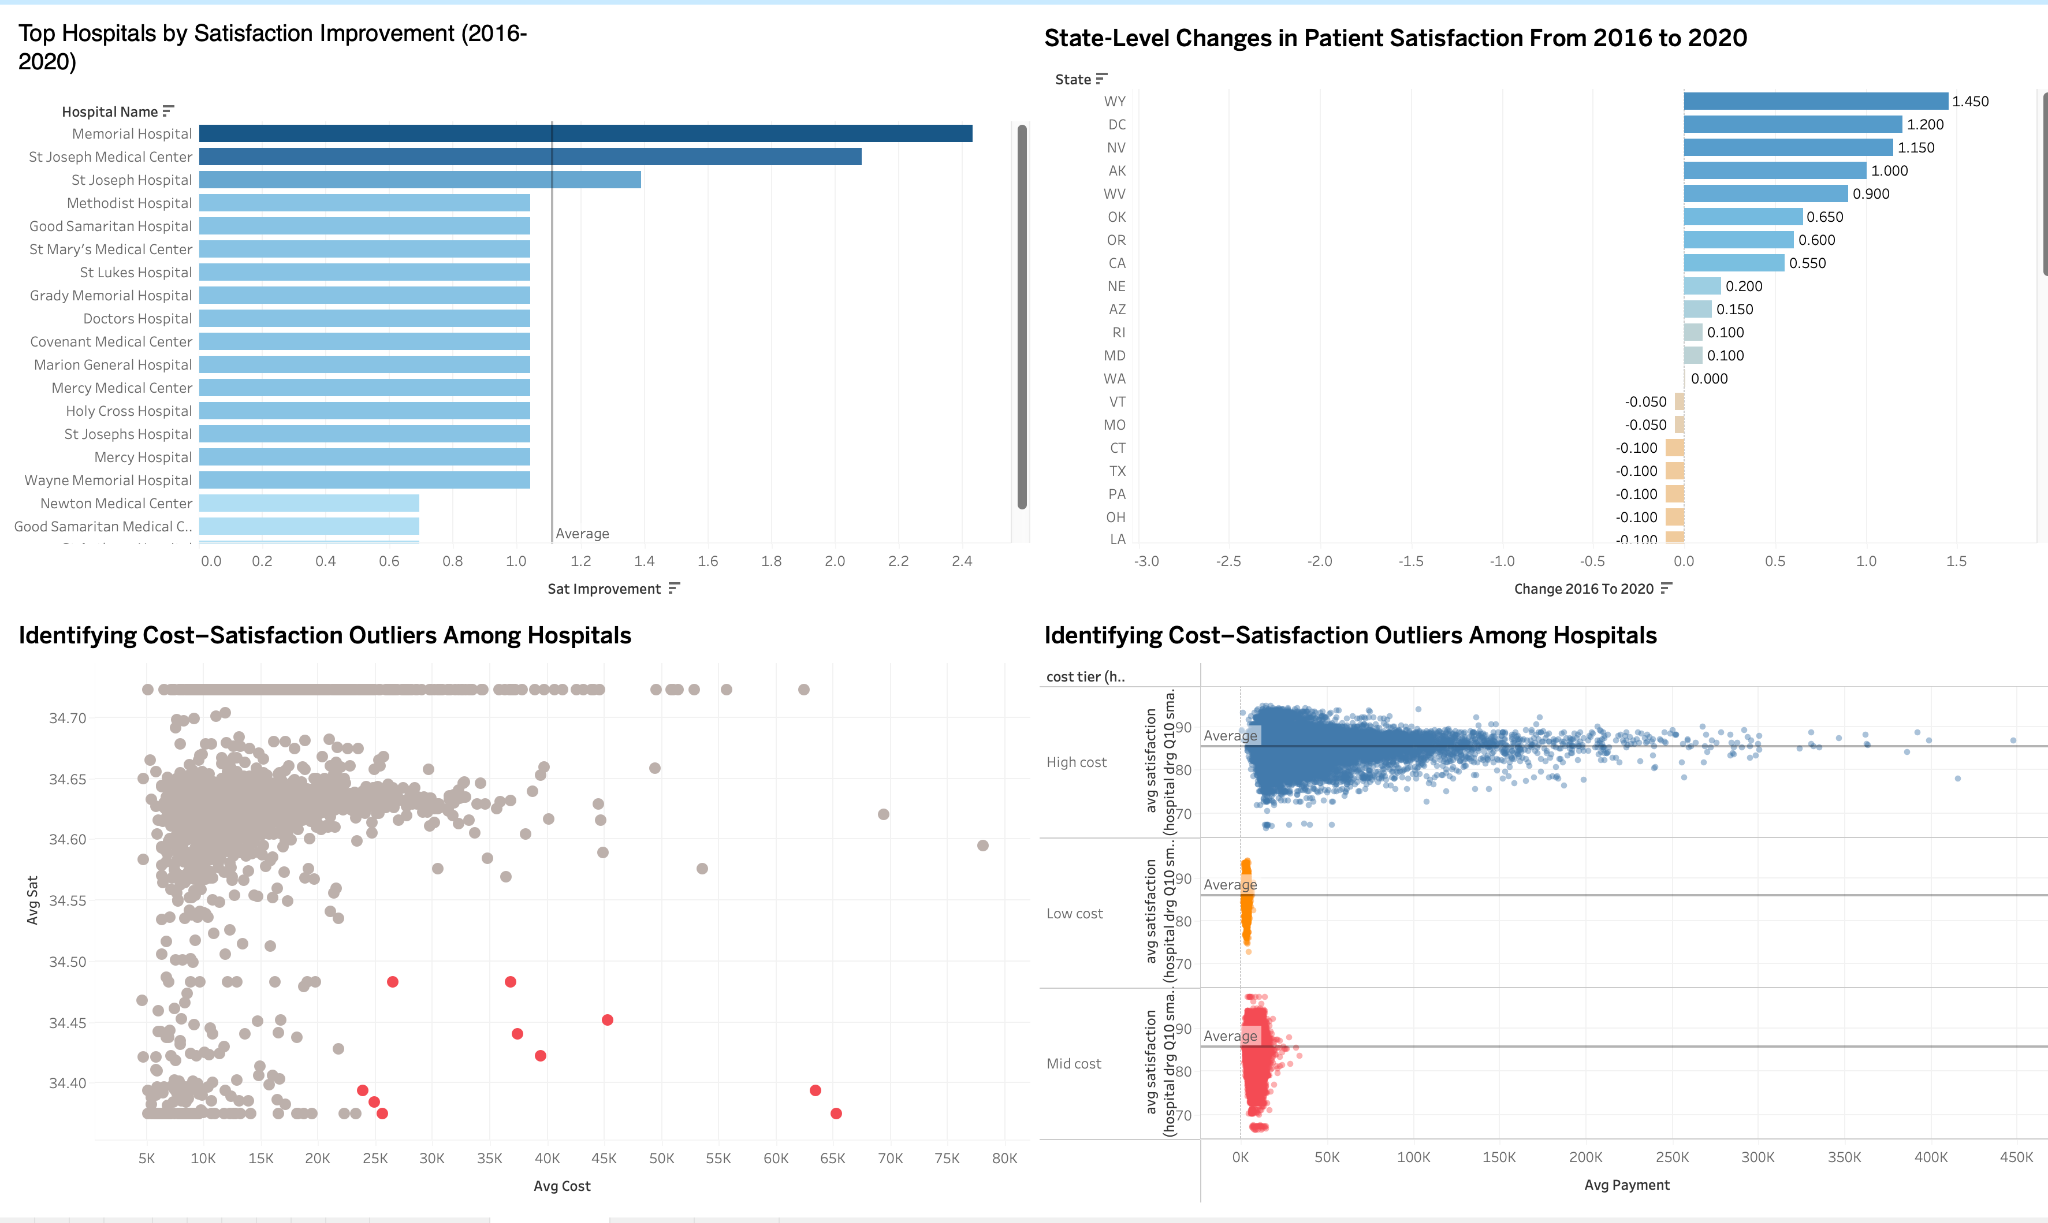 Top Hospitals by Satisfaction Improvement (2016-
2020)
Hospital Name
Memorial Hospital
St Joseph Medical Center
St Joseph Hospital
Methodist Hospital
Good Samaritan Hospital
St Mary's Medical Center
St Lukes Hospital
Grady Memorial Hospital
Doctors Hospital
Covenant Medical Center
Marion General Hospital
Mercy Medical Center
Holy Cross Hospital
St Josephs Hospital
Mercy Hospital
Wayne Memorial Hospital
Newton Medical Center
Good Samaritan Medical C..
Average
0.0 0.2 0.4 0.6 0.8 1.0 1.2 1.4 1.6 1.8 2.0 2.2 2.4
Sat Improvement
State-Level Changes in Patient Satisfaction From 2016 to 2020
State
WY 1.450
DC 1.200
NV 1.150
AK 1.000
WV 0.900
OK 0.650
OR 0.600
CA 0.550
NE 0.200
AZ 0.150
RI 0.100
MD 0.100
WA 0.000
VT -0.050
MO -0.050
CT -0.100
TX -0.100
PA -0.100
OH -0.100
LA -0.100
-3.0 -2.5 -2.0 -1.5 -1.0 -0.5 0.0 0.5 1.0 1.5
Change 2016 To 2020
Identifying Cost–Satisfaction Outliers Among Hospitals
Avg Sat
34.70
34.65
34.60
34.55
34.50
34.45
34.40
5K 10K 15K 20K 25K 30K 35K 40K 45K 50K 55K 60K 65K 70K 75K 80K
Avg Cost
Identifying Cost–Satisfaction Outliers Among Hospitals
cost tier (h..
High cost
avg satisfaction
(hospital drg Q10 sma..
90
80
70
Average
Low cost
avg satisfaction
(hospital drg Q10 sm..
90
80
70
Average
Mid cost
avg satisfaction
(hospital drg Q10 sma..
90
80
70
Average
0K 50K 100K 150K 200K 250K 300K 350K 400K 450K
Avg Payment